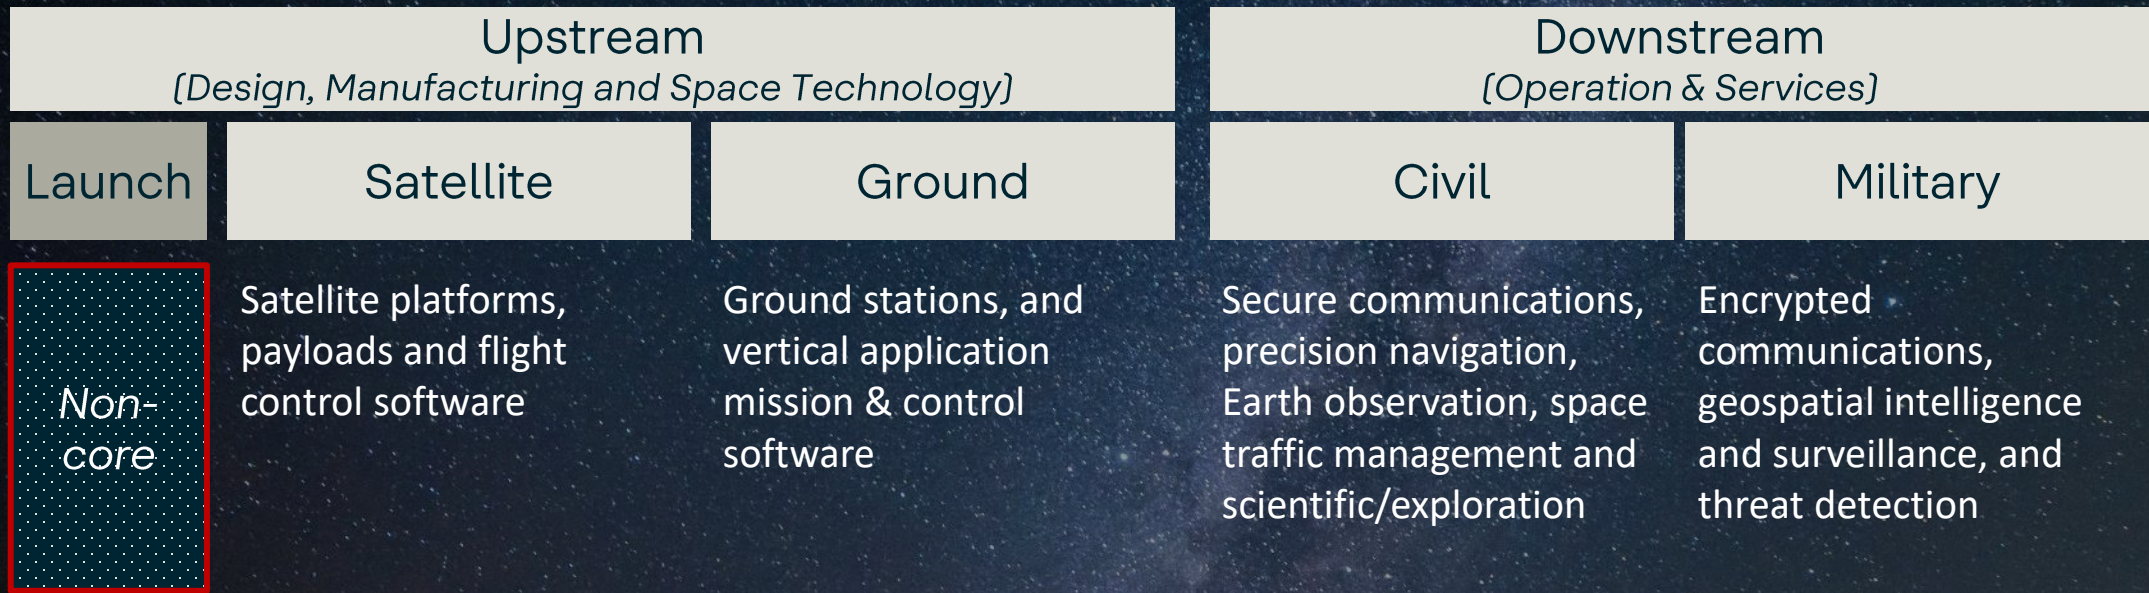 Upstream
(Design, Manufacturing and Space Technology)
Downstream
(Operation & Services)
Launch
Satellite
Ground
Civil
Military
Non-
core
Satellite platforms,
payloads and flight
control software
Ground stations, and
vertical application
mission & control
software
Secure communications,
precision navigation,
Earth observation, space
traffic management and
scientific/exploration
Encrypted
communications,
geospatial intelligence
and surveillance, and
threat detection